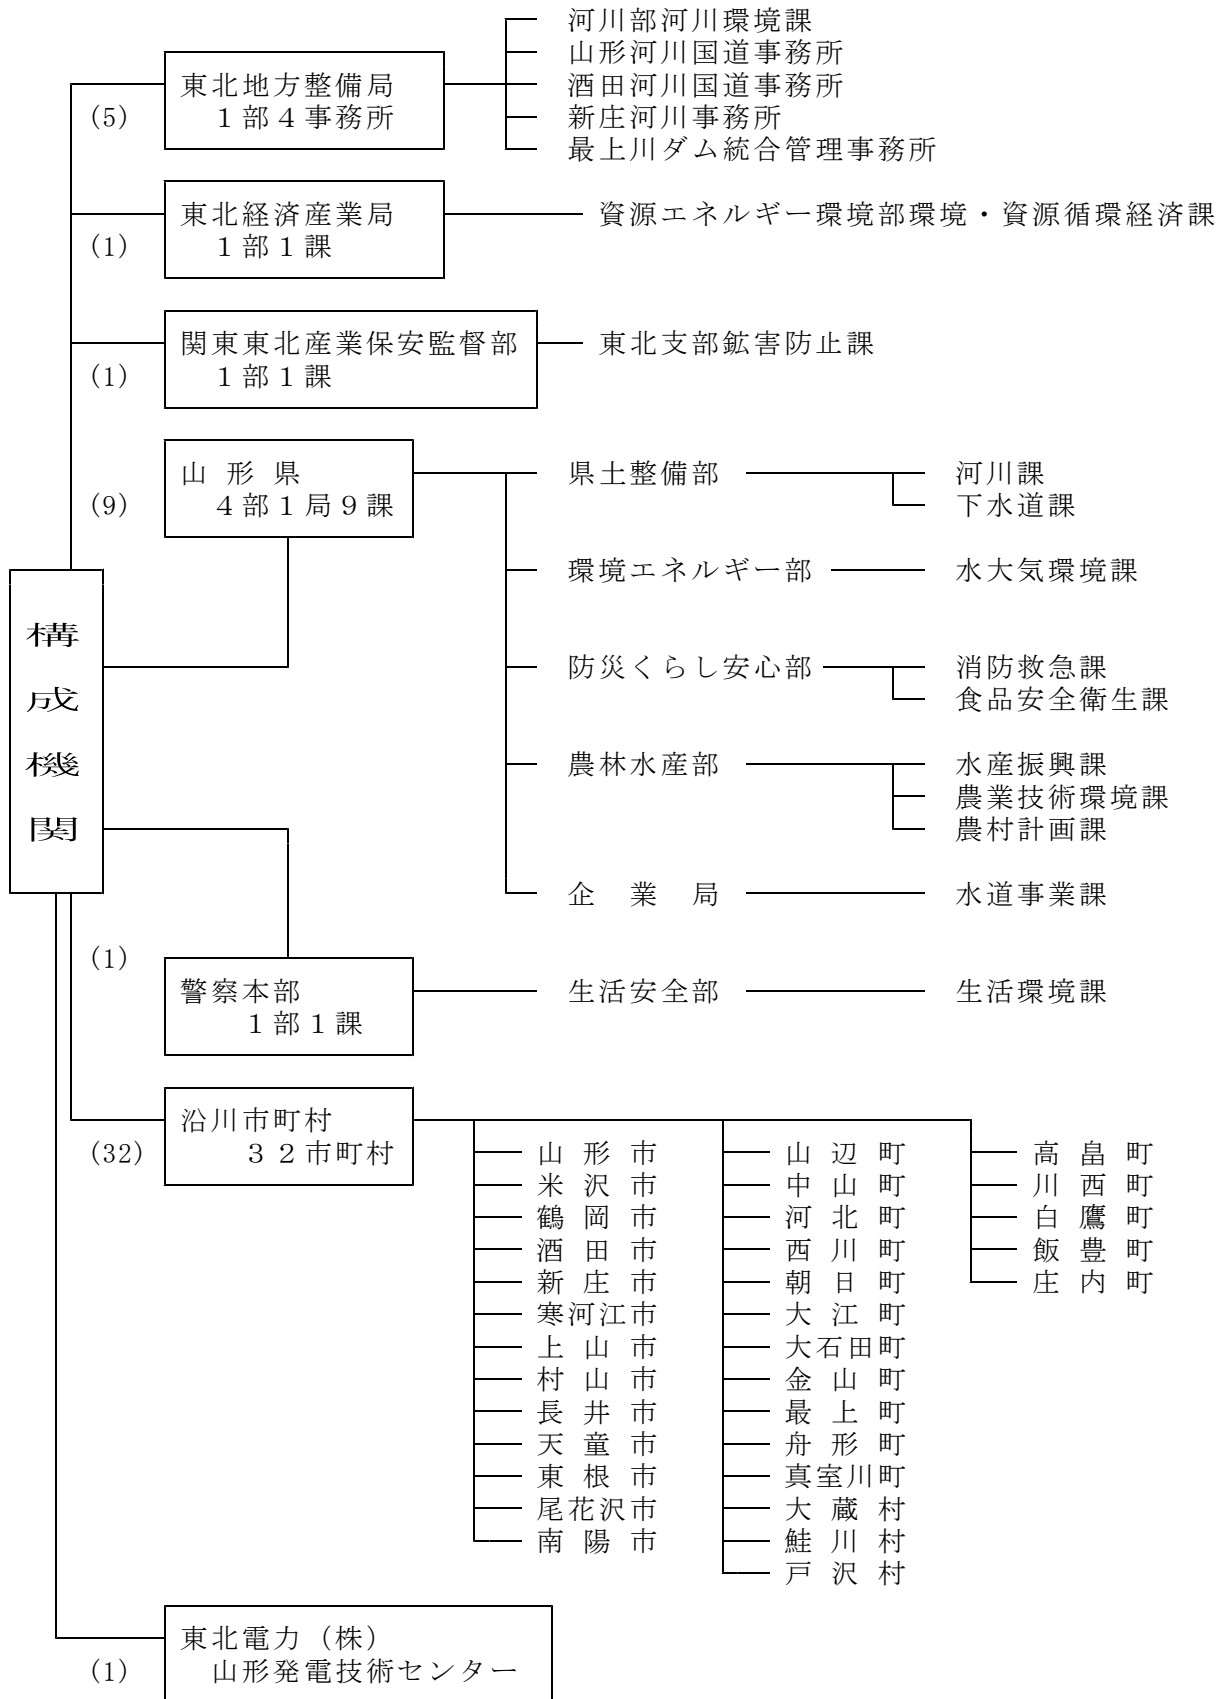 構成機関
(5)
東北地方整備局
１部４事務所
河川部河川環境課
山形河川国道事務所
酒田河川国道事務所
新庄河川事務所
最上川ダム統合管理事務所
(1)
東北経済産業局
１部１課
資源エネルギー環境部環境・資源循環経済課
(1)
関東東北産業保安監督部
１部１課
東北支部鉱害防止課
(9)
山 形 県
４部１局９課
県土整備部
河川課
下水道課
環境エネルギー部
水大気環境課
防災くらし安心部
消防救急課
食品安全衛生課
農林水産部
水産振興課
農業技術環境課
農村計画課
企 業 局
水道事業課
(1)
警察本部
１部１課
生活安全部
生活環境課
(32)
沿川市町村
３２市町村
山 形 市
米 沢 市
鶴 岡 市
酒 田 市
新 庄 市
寒河江市
上 山 市
村 山 市
長 井 市
天 童 市
東 根 市
尾花沢市
南 陽 市
山 辺 町
中 山 町
河 北 町
西 川 町
朝 日 町
大 江 町
大石田町
金 山 町
最 上 町
舟 形 町
真室川町
大 蔵 村
鮭 川 村
戸 沢 村
高 畠 町
川 西 町
白 鷹 町
飯 豊 町
庄 内 町
(1)
東北電力（株）
山形発電技術センター